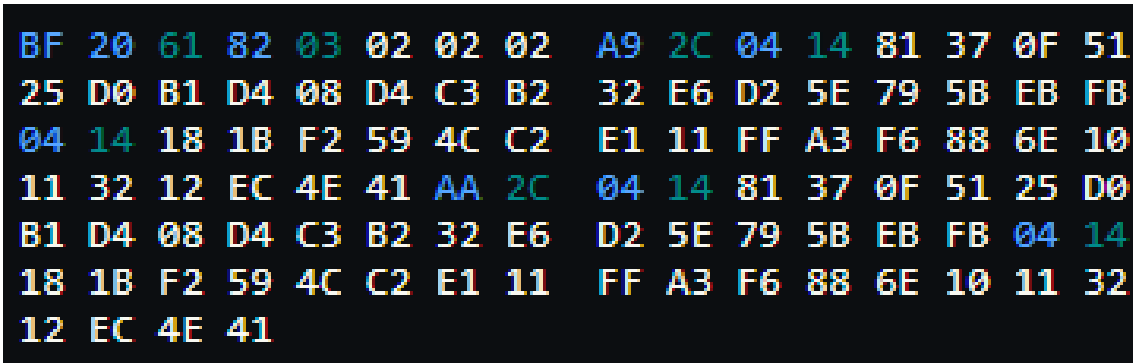 BF 20 61 82 03 02 02 02 A9 2C 04 14 81 37 0F 51
25 D0 B1 D4 08 D4 C3 B2 32 E6 D2 5E 79 5B EB FB
04 14 18 1B F2 59 4C C2 E1 11 FF A3 F6 88 6E 10
11 32 12 EC 4E 41 AA 2C 04 14 81 37 0F 51 25 D0
B1 D4 08 D4 C3 B2 32 E6 D2 5E 79 5B EB FB 04 14
18 1B F2 59 4C C2 E1 11 FF A3 F6 88 6E 10 11 32
12 EC 4E 41